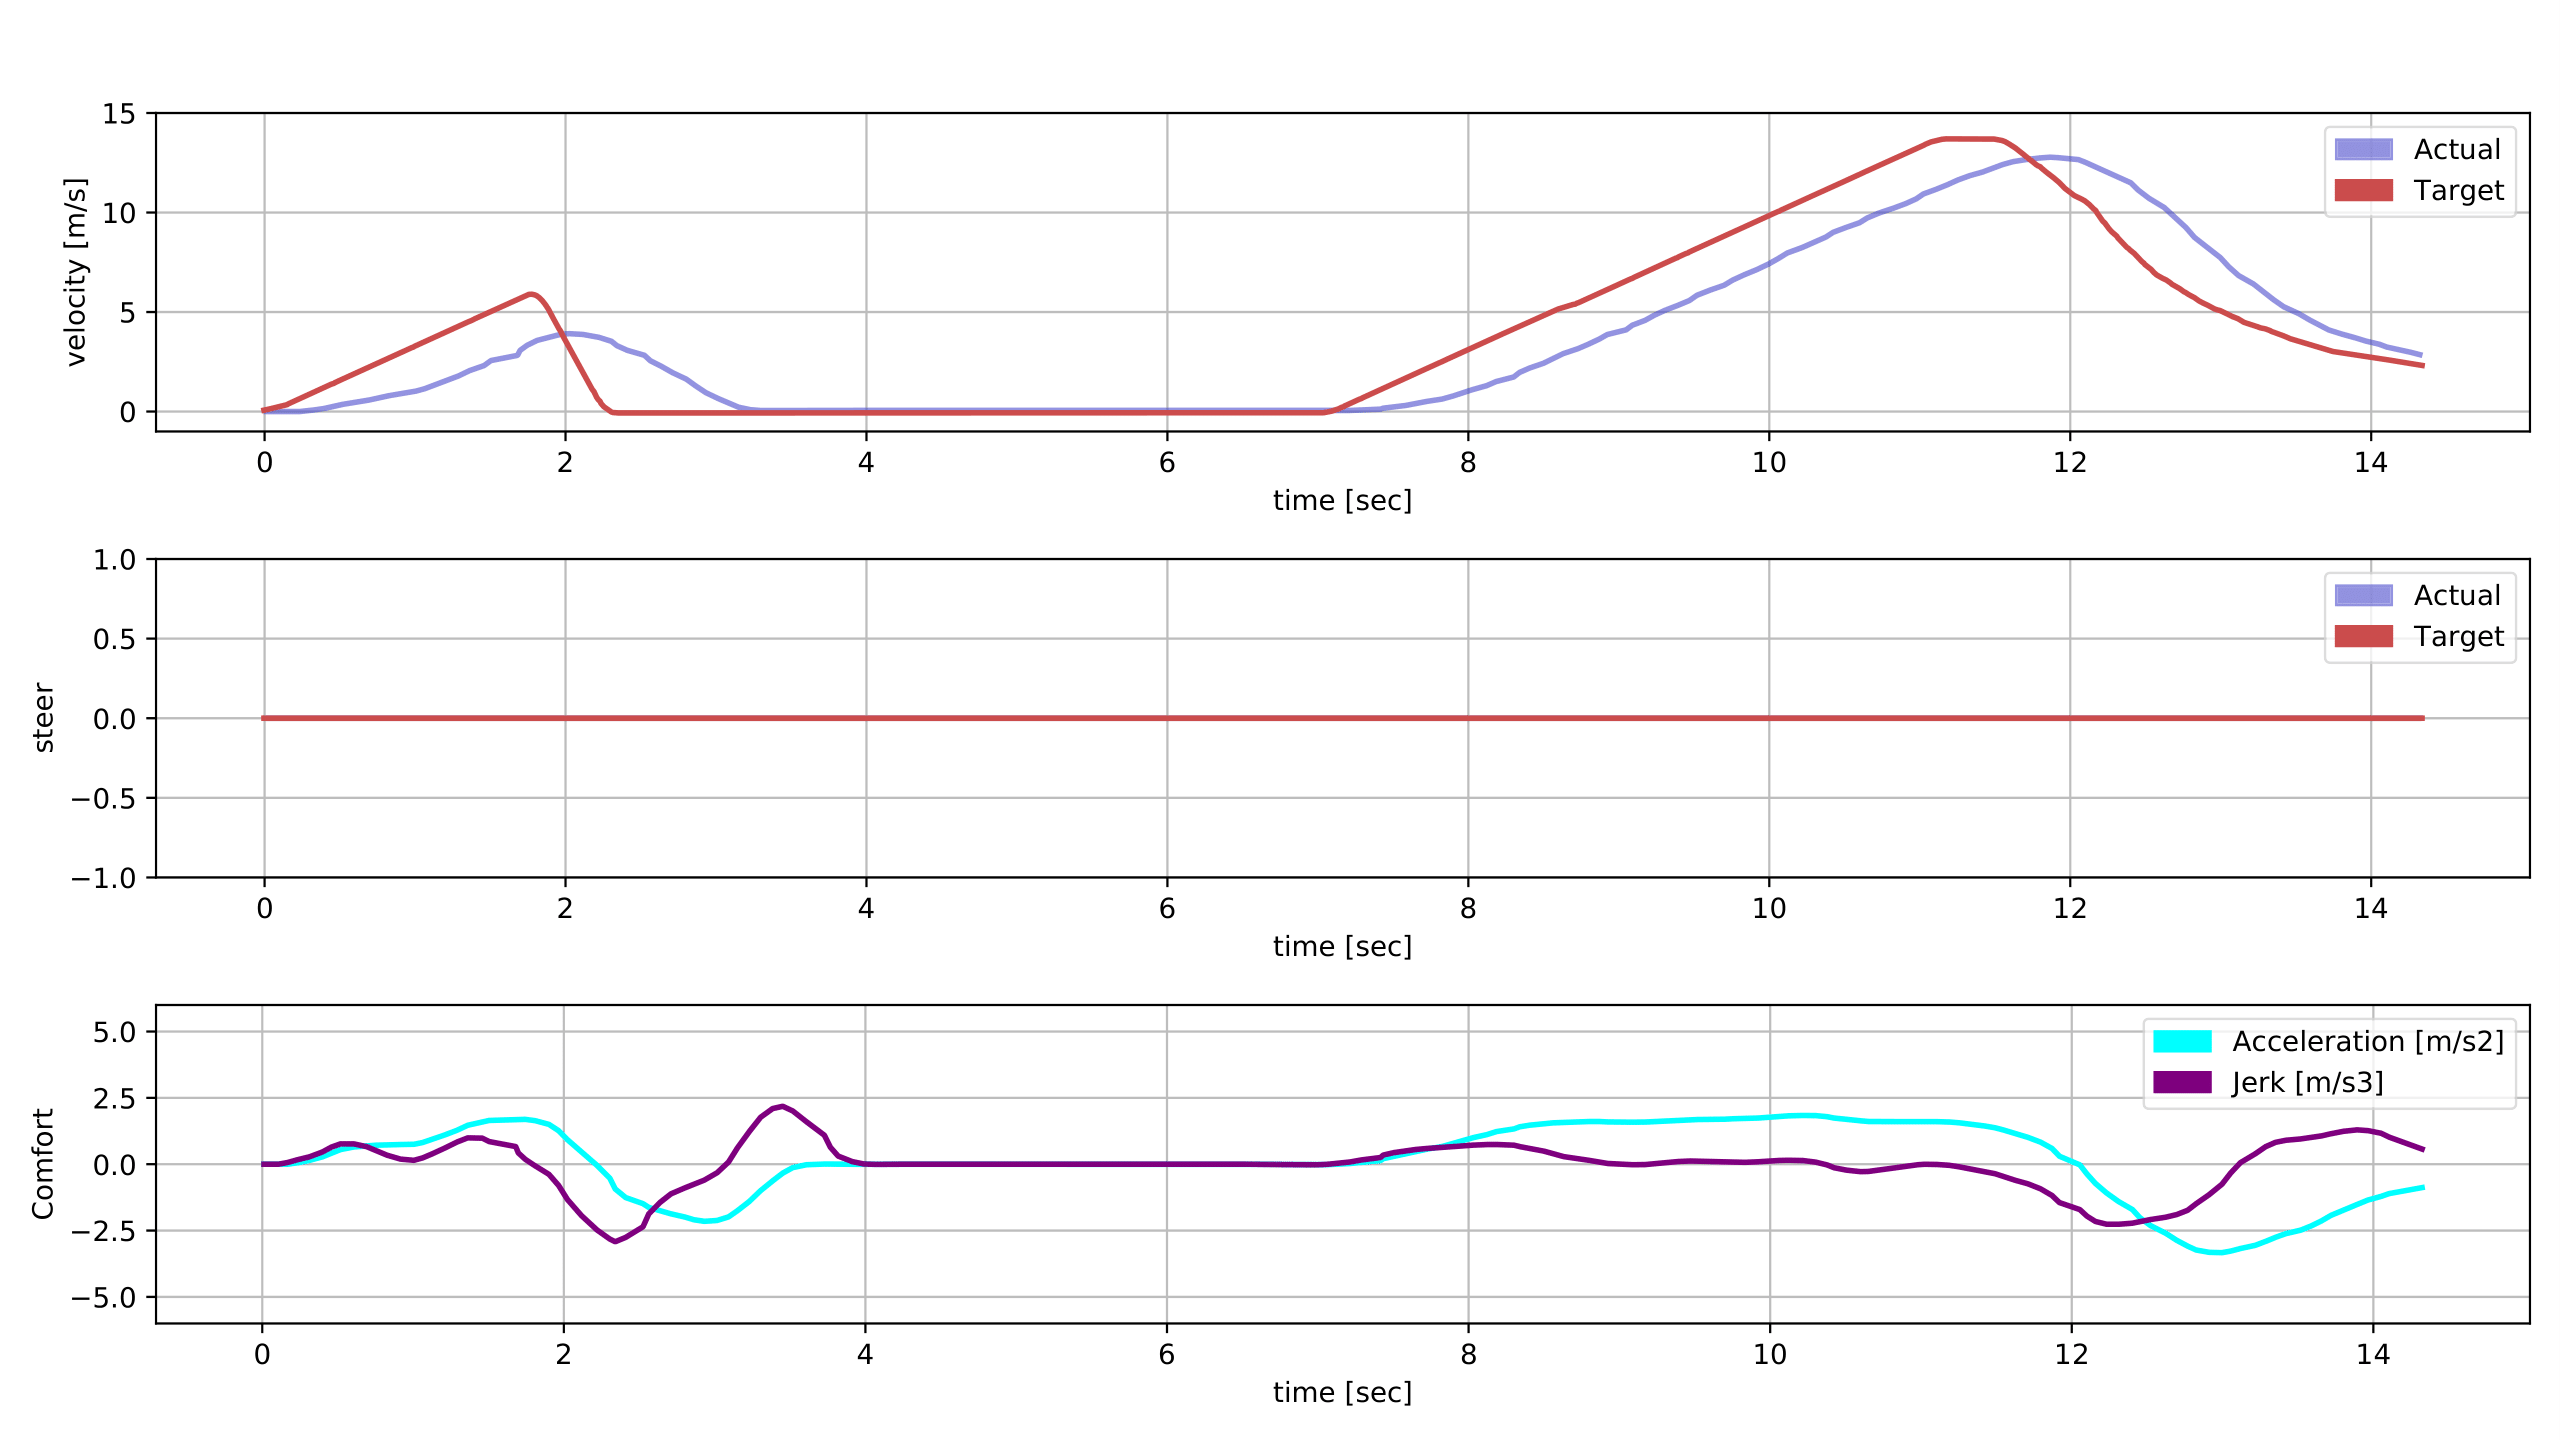 velocity [m/s]
15
10
5
0
Actual
Target
0 2 4 6 8 10 12 14
time [sec]
steer
1.0
0.5
0.0
−0.5
−1.0
Actual
Target
0 2 4 6 8 10 12 14
time [sec]
Comfort
5.0
2.5
0.0
−2.5
−5.0
Acceleration [m/s2]
Jerk [m/s3]
0 2 4 6 8 10 12 14
time [sec]